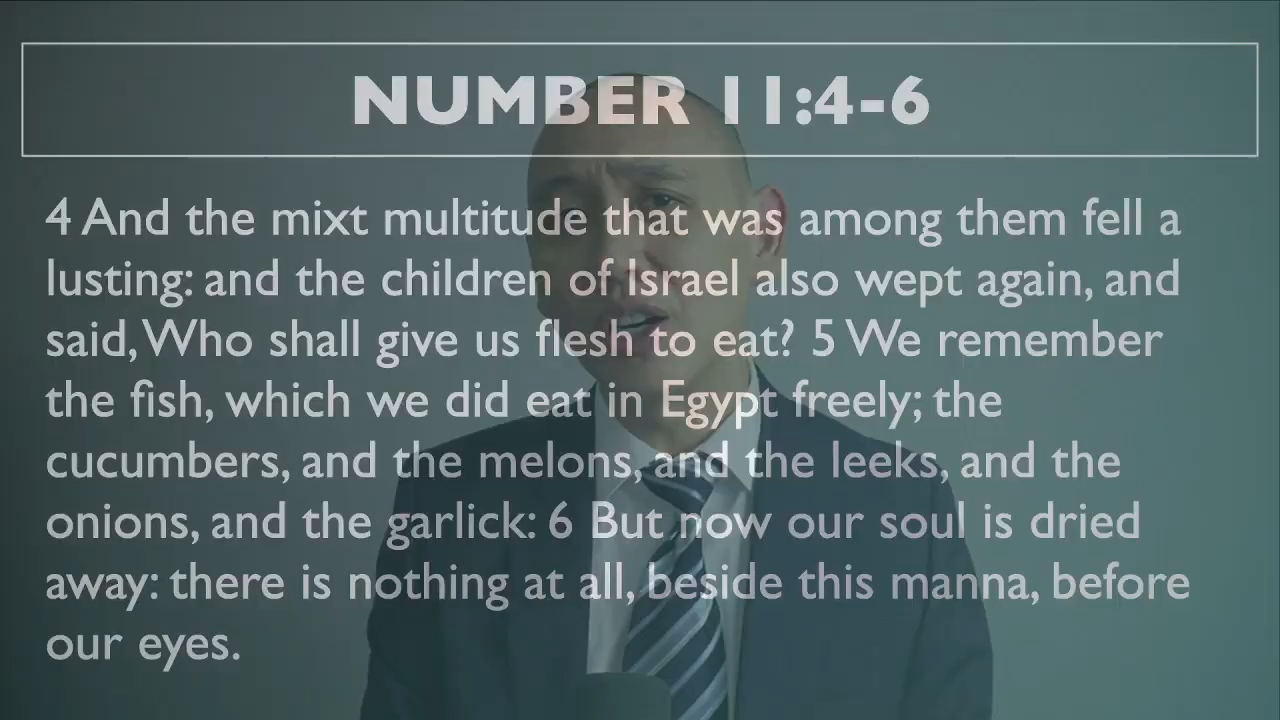 NUMBER 11:4-6
4 And the mixt multitude that was among them fell a
lusting: and the children of Israel also wept again, and
said, Who shall give us flesh to eat? 5 We remember
the fish, which we did eat in Egypt freely; the
cucumbers, and the melons, and the leeks, and the
onions, and the garlick: 6 But now our soul is dried
away: there is nothing at all, beside this manna, before
our eyes.